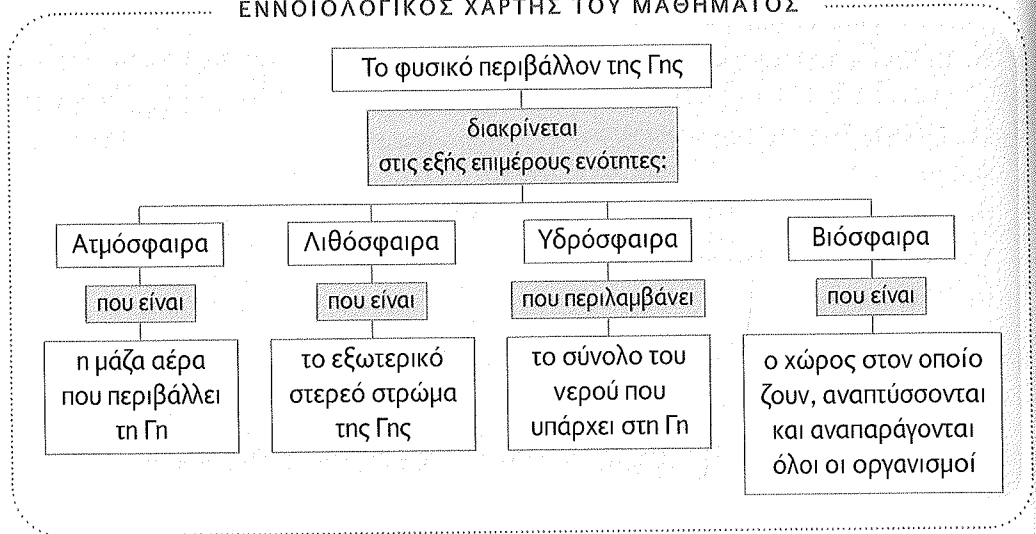 ΕΝΝΟΙΟΛΟΓΙΚΟΣ ΧΑΡΤΗΣ ΤΟΥ ΜΑΘΗΜΑΤΟΣ
Το φυσικό περιβάλλον της Γης
διακρίνεται
στις εξής επιμέρους ενότητες:
Ατμόσφαιρα
που είναι
η μάζα αέρα
που περιβάλλει
τη Γη
Λιθόσφαιρα
που είναι
το εξωτερικό
στερεό στρώμα
της Γης
Υδρόσφαιρα
που περιλαμβάνει
το σύνολο του
νερού που
υπάρχει στη Γη
Βιόσφαιρα
που είναι
ο χώρος στον οποίο
ζουν, αναπτύσσονται
και αναπαράγονται
όλοι οι οργανισμοί